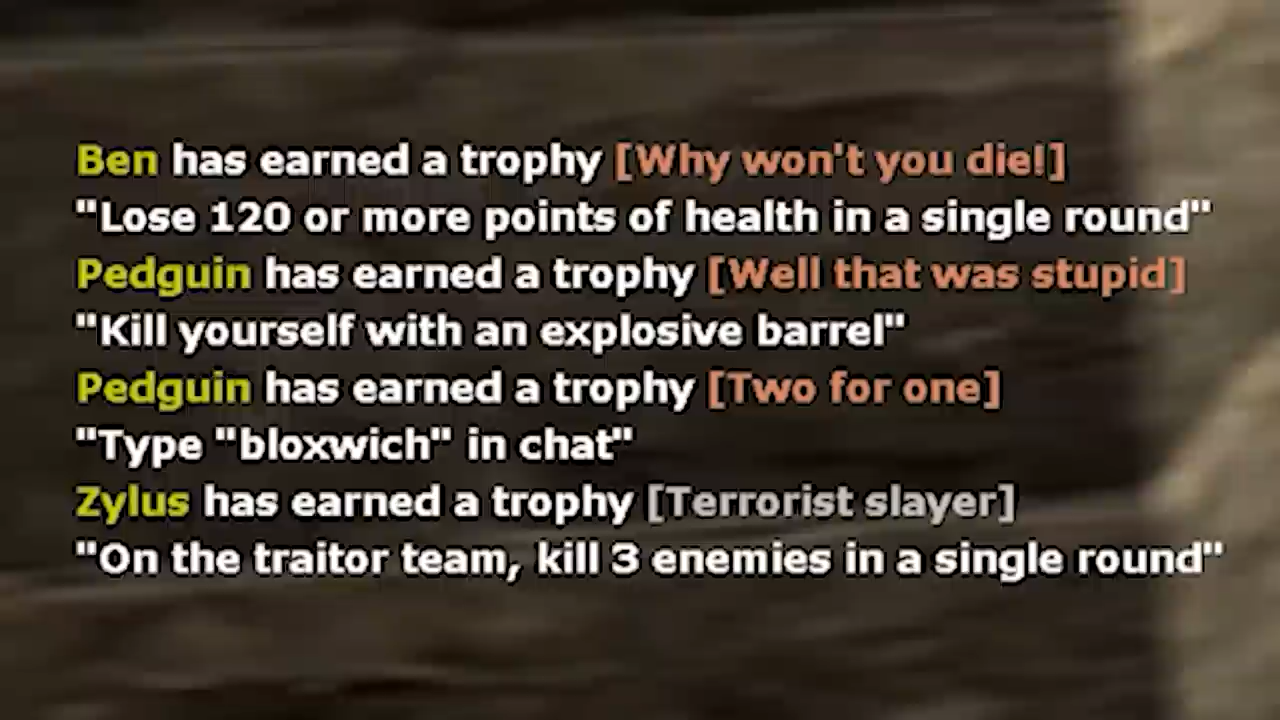 Ben has earned a trophy [Why won't you die!]
"Lose 120 or more points of health in a single round"
Pedguin has earned a trophy [Well that was stupid]
"Kill yourself with an explosive barrel"
Pedguin has earned a trophy [Two for one]
"Type "bloxwich" in chat"
Zylus has earned a trophy [Terrorist slayer]
"On the traitor team, kill 3 enemies in a single round"